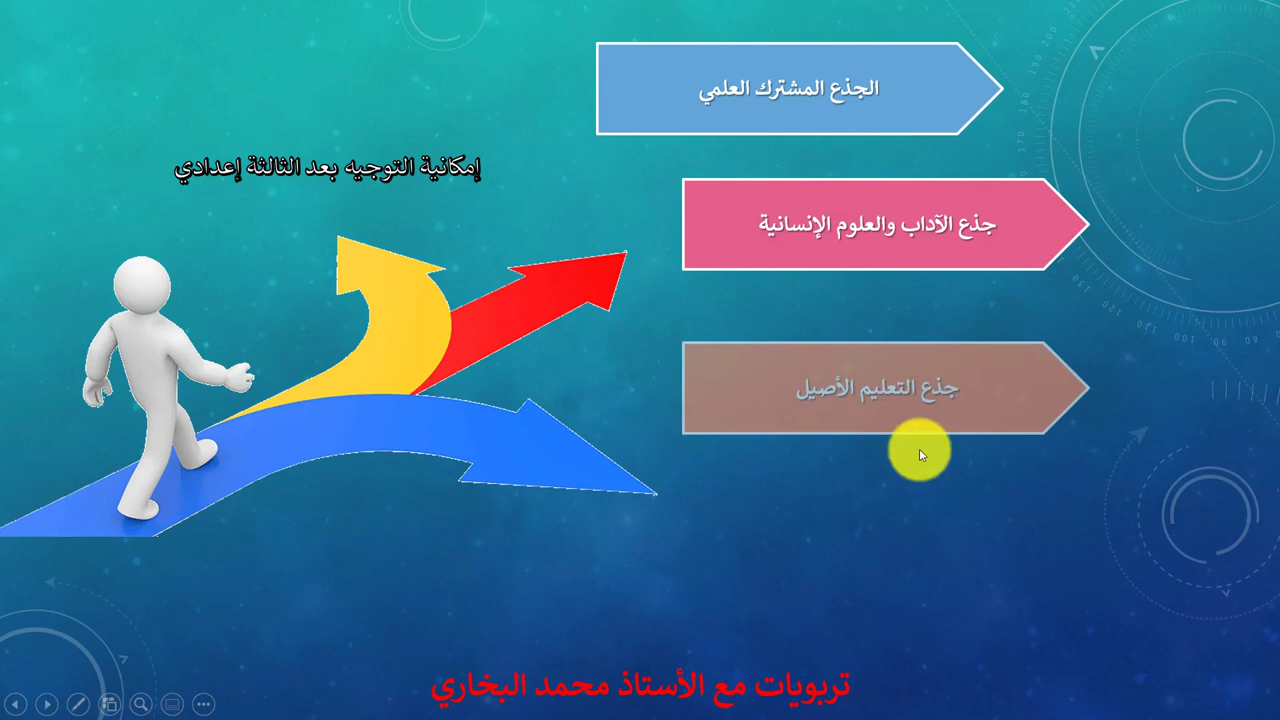 الجذع المشترك العلمي
إمكانية التوجيه بعد الثالثة إعدادي
جذع الآداب والعلوم الإنسانية
جذع التعليم الأصيل
تربويات مع الأستاذ محمد البخاري